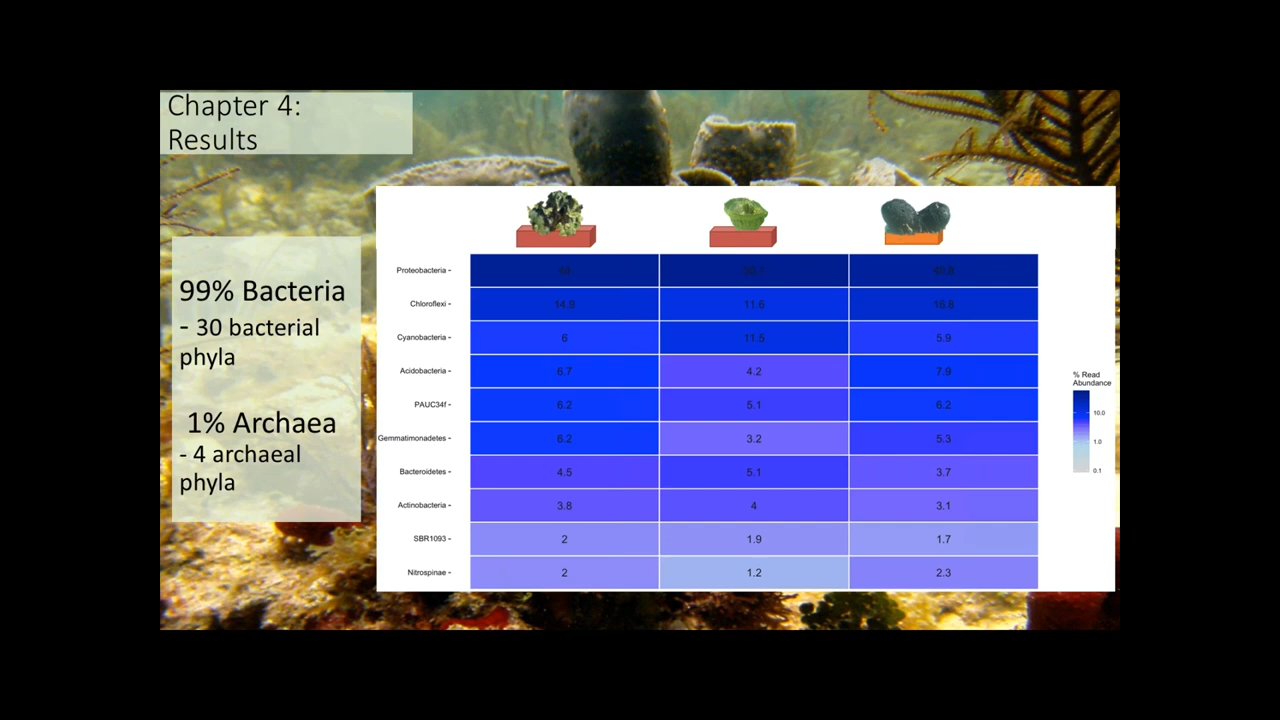 Chapter 4:
Results
99% Bacteria
- 30 bacterial
phyla
1% Archaea
- 4 archaeal
phyla
Proteobacteria -
Chloroflexi - 14.9 11.6 16.8
Cyanobacteria - 6 11.5 5.9
Acidobacteria - 6.7 4.2 7.9
PAUC34f - 6.2 5.1 6.2
Gemmatimonadetes - 6.2 3.2 5.3
Bacteroidetes - 4.5 5.1 3.7
Actinobacteria - 3.8 4 3.1
SBR1093 - 2 1.9 1.7
Nitrospinae - 2 1.2 2.3
% Read
Abundance
10.0
1.0
0.1